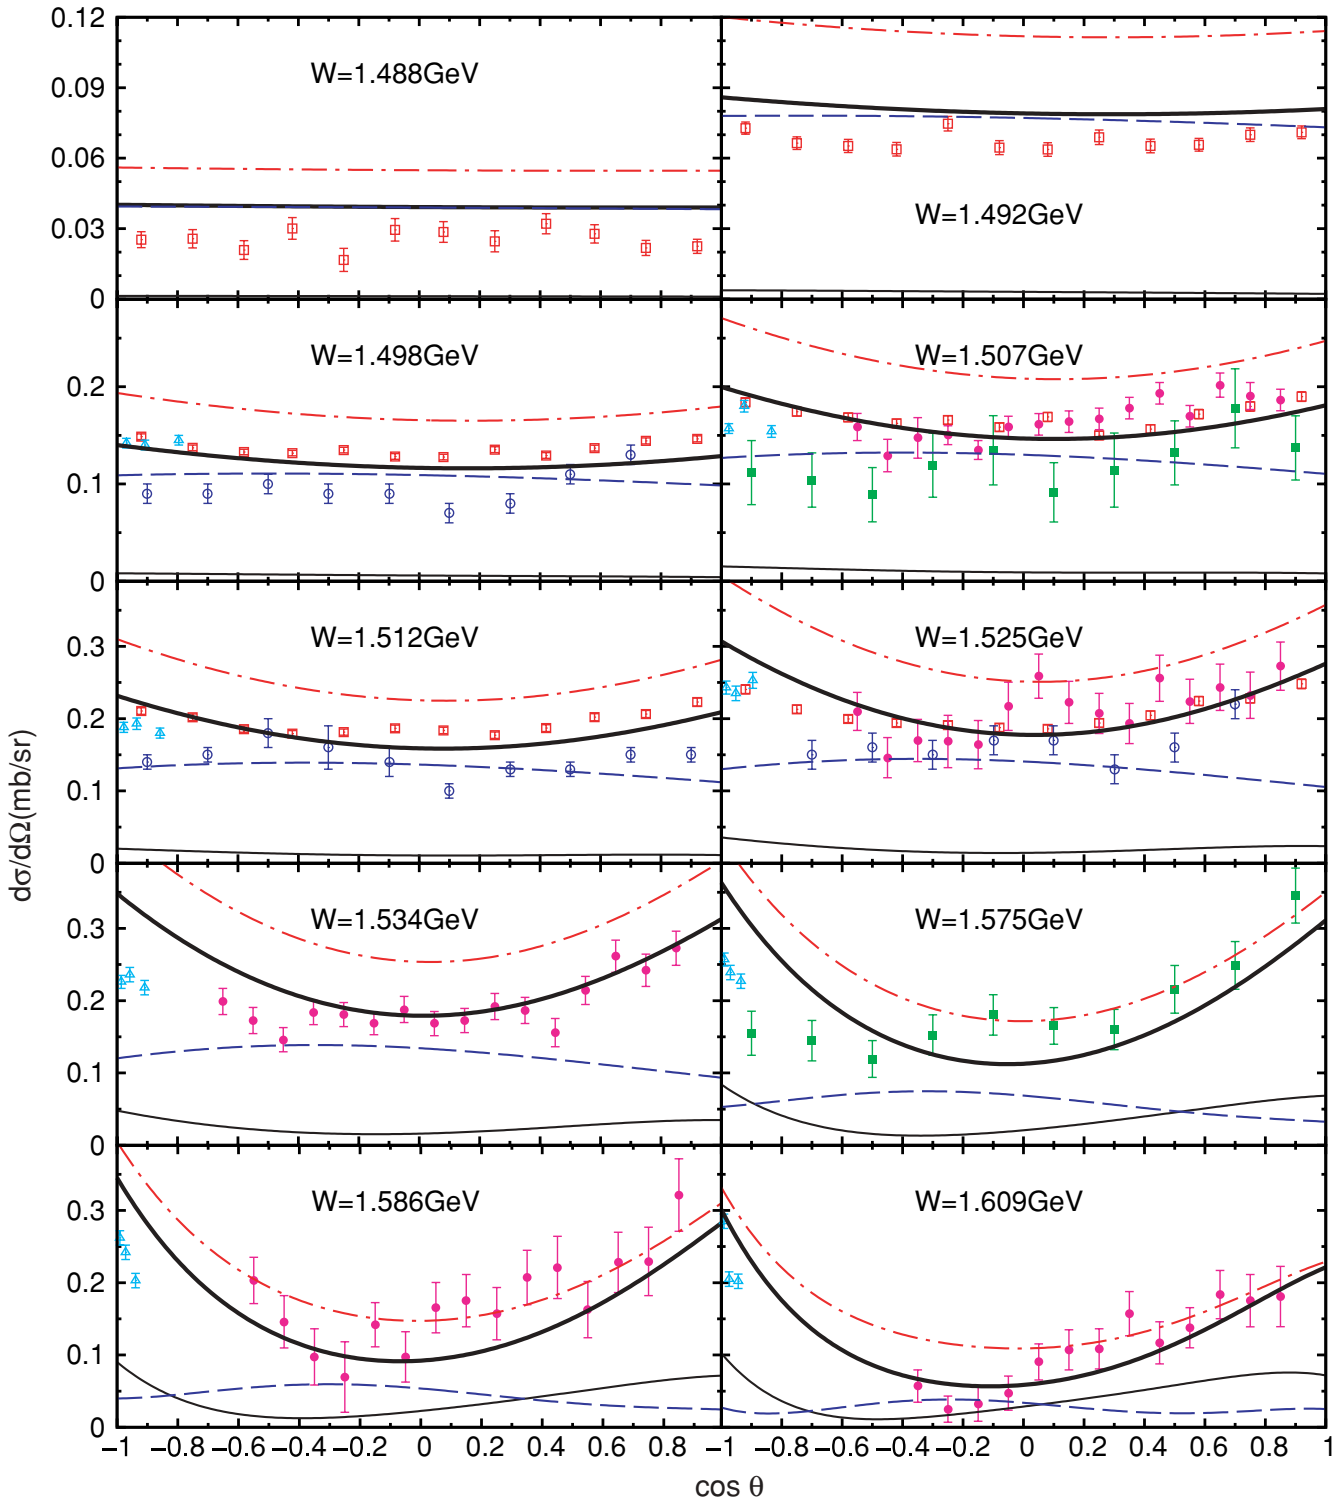 0.12
0.09
0.06
0.03
0
W=1.488GeV
W=1.492GeV
0.2
0.1
0
W=1.498GeV
W=1.507GeV
0.3
0.2
0.1
0
W=1.512GeV
W=1.525GeV
dσ/dΩ(mb/sr)
0.3
0.2
0.1
0
W=1.534GeV
W=1.575GeV
0.3
0.2
0.1
0
W=1.586GeV
W=1.609GeV
−1 −0.8 −0.6 −0.4 −0.2 0 0.2 0.4 0.6 0.8 −1 −0.8 −0.6 −0.4 −0.2 0 0.2 0.4 0.6 0.8 1
cos θ